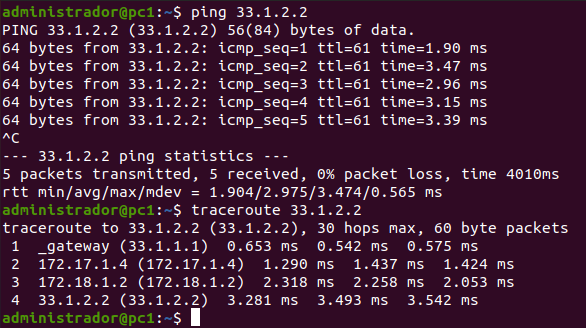 administrador@pc1:~$ ping 33.1.2.2
PING 33.1.2.2 (33.1.2.2) 56(84) bytes of data.
64 bytes from 33.1.2.2: icmp_seq=1 ttl=61 time=1.90 ms
64 bytes from 33.1.2.2: icmp_seq=2 ttl=61 time=3.47 ms
64 bytes from 33.1.2.2: icmp_seq=3 ttl=61 time=2.96 ms
64 bytes from 33.1.2.2: icmp_seq=4 ttl=61 time=3.15 ms
64 bytes from 33.1.2.2: icmp_seq=5 ttl=61 time=3.39 ms
^C
--- 33.1.2.2 ping statistics ---
5 packets transmitted, 5 received, 0% packet loss, time 4010ms
rtt min/avg/max/mdev = 1.904/2.975/3.474/0.565 ms
administrador@pc1:~$ traceroute 33.1.2.2
traceroute to 33.1.2.2 (33.1.2.2), 30 hops max, 60 byte packets
 1  _gateway (33.1.1.1)  0.653 ms  0.542 ms  0.575 ms
 2  172.17.1.4 (172.17.1.4)  1.290 ms  1.437 ms  1.424 ms
 3  172.18.1.2 (172.18.1.2)  2.318 ms  2.258 ms  2.053 ms
 4  33.1.2.2 (33.1.2.2)  3.281 ms  3.493 ms  3.542 ms
administrador@pc1:~$